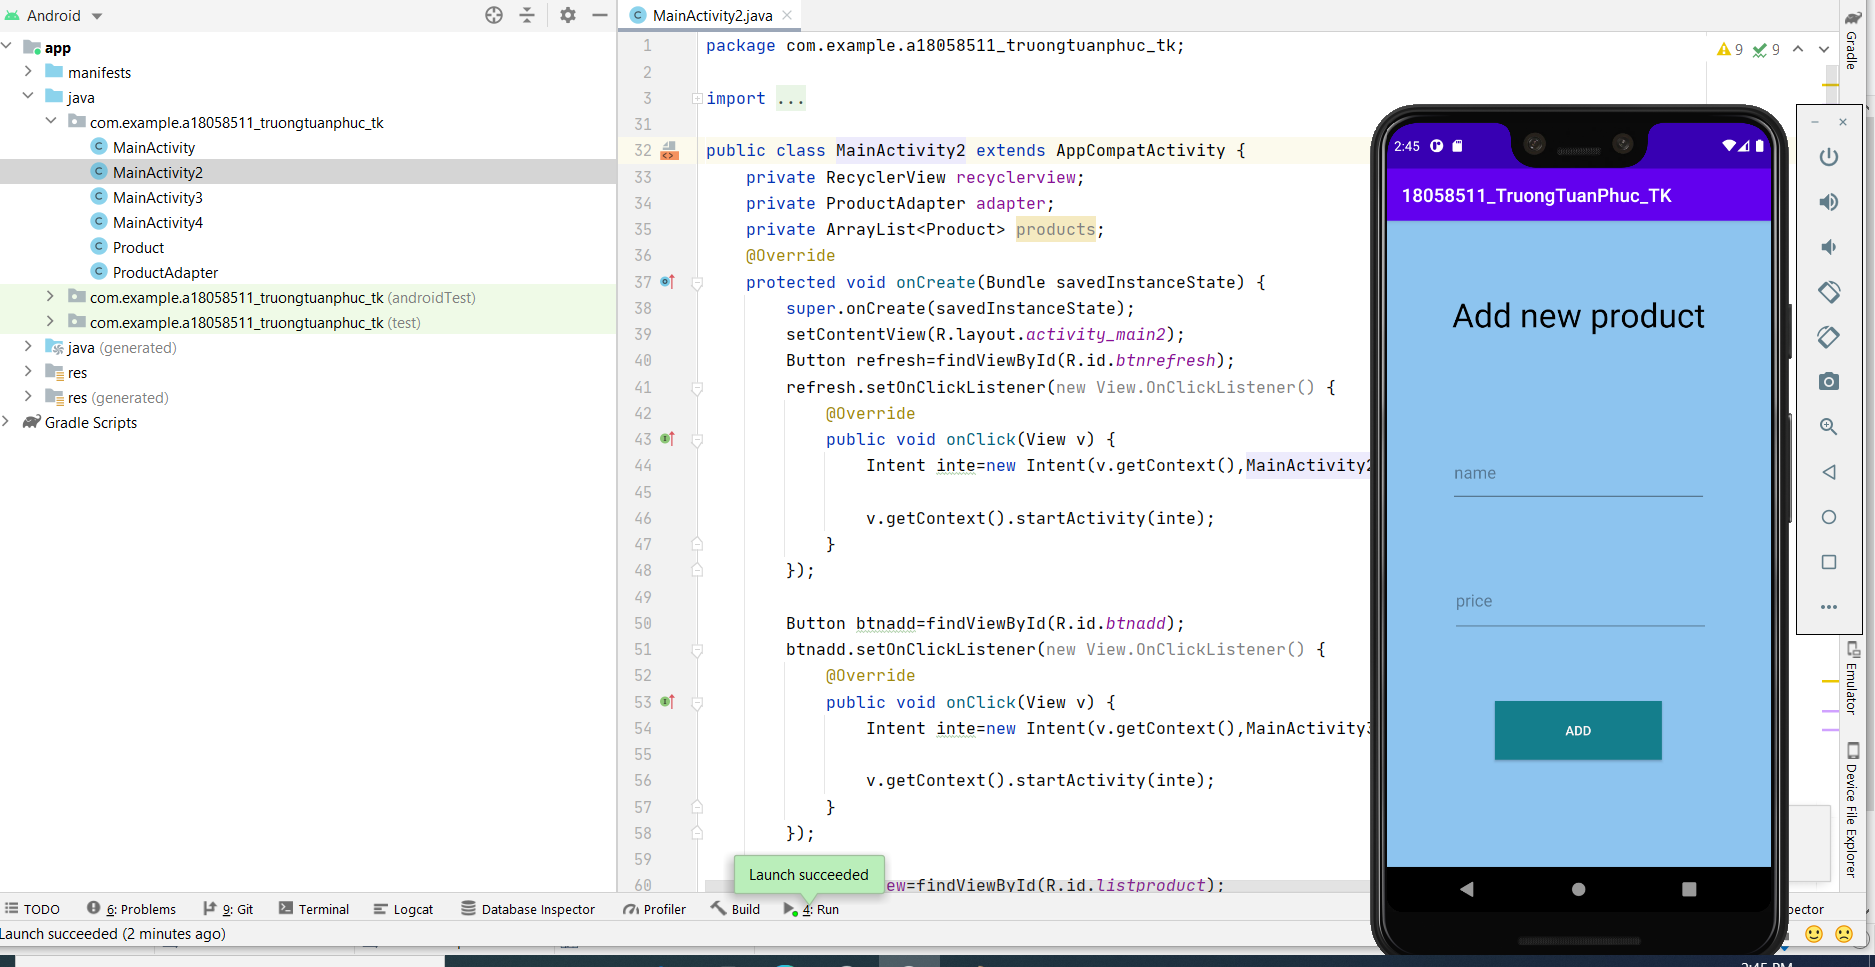 Android
MainActivity2.java
app
manifests
java
com.example.a18058511_truongtuanphuc_tk
MainActivity
MainActivity2
MainActivity3
MainActivity4
Product
ProductAdapter
com.example.a18058511_truongtuanphuc_tk (androidTest)
com.example.a18058511_truongtuanphuc_tk (test)
java (generated)
res
res (generated)
Gradle Scripts
1 package com.example.a18058511_truongtuanphuc_tk;
2
3 import ...
31
32 public class MainActivity2 extends AppCompatActivity {
33 private RecyclerView recyclerview;
34 private ProductAdapter adapter;
35 private ArrayList<Product> products;
36 @Override
37 protected void onCreate(Bundle savedInstanceState) {
38 super.onCreate(savedInstanceState);
39 setContentView(R.layout.activity_main2);
40 Button refresh=findViewById(R.id.btnrefresh);
41 refresh.setOnClickListener(new View.OnClickListener() {
42 @Override
43 public void onClick(View v) {
44 Intent inte=new Intent(v.getContext(),MainActivity2
45
46 v.getContext().startActivity(inte);
47 }
48 });
49
50 Button btnadd=findViewById(R.id.btnadd);
51 btnadd.setOnClickListener(new View.OnClickListener() {
52 @Override
53 public void onClick(View v) {
54 Intent inte=new Intent(v.getContext(),MainActivity3
55
56 v.getContext().startActivity(inte);
57 }
58 });
59
60 ew=findViewById(R.id.listproduct);
9 9
2:45
18058511_TruongTuanPhuc_TK
Add new product
name
price
ADD
Gradle
Emulator
Device File Explorer
Launch succeeded
TODO
6: Problems
9: Git
Terminal
Logcat
Database Inspector
Profiler
Build
4: Run
pector
Launch succeeded (2 minutes ago)
2:45 PM